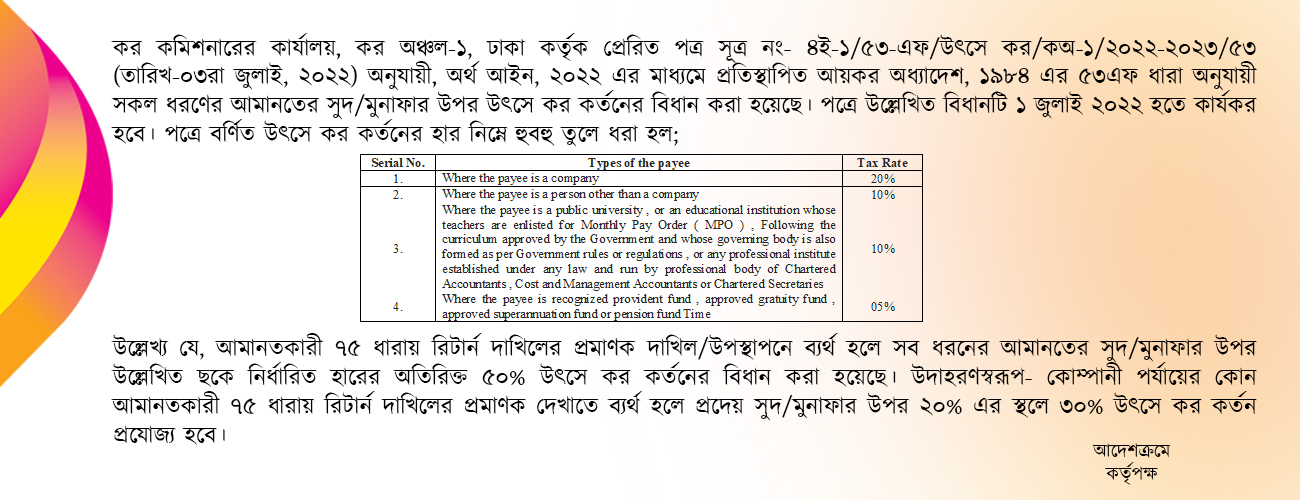 কর কমিশনারের কার্যালয়, কর অঞ্চল-১, ঢাকা কর্তৃক প্রেরিত পত্র সূত্র নং- ৪ই-১/৫৩-এফ/উৎসে কর/কঅ-১/২০২২-২০২৩/৫৩
(তারিখ-০৩রা জুলাই, ২০২২) অনুযায়ী, অর্থ আইন, ২০২২ এর মাধ্যমে প্রতিস্থাপিত আয়কর অধ্যাদেশ, ১৯৮৪ এর ৫৩এফ ধারা অনুযায়ী
সকল ধরণের আমানতের সুদ/মুনাফার উপর উৎসে কর কর্তনের বিধান করা হয়েছে। পত্রে উল্লেখিত বিধানটি ১ জুলাই ২০২২ হতে কার্যকর
হবে। পত্রে বর্ণিত উৎসে কর কর্তনের হার নিম্নে হুবহু তুলে ধরা হল;
Serial No. Types of the payee Tax Rate
1. Where the payee is a company 20%
2. Where the payee is a person other than a company 10%
Where the payee is a public university , or an educational institution whose
teachers are enlisted for Monthly Pay Order ( MPO ) , Following the
curriculum approved by the Government and whose governing body is also
3. formed as per Government rules or regulations , or any professional institute 10%
established under any law and run by professional body of Chartered
Accountants , Cost and Management Accountants or Chartered Secretaries
4. Where the payee is recognized provident fund , approved gratuity fund , 05%
approved superannuation fund or pension fund Time
উল্লেখ্য যে, আমানতকারী ৭৫ ধারায় রিটার্ন দাখিলের প্রমাণক দাখিল/উপস্থাপনে ব্যর্থ হলে সব ধরনের আমানতের সুদ/মুনাফার উপর
উল্লেখিত ছকে নির্ধারিত হারের অতিরিক্ত ৫০% উৎসে কর কর্তনের বিধান করা হয়েছে। উদাহরণস্বরূপ- কোম্পানী পর্যায়ের কোন
আমানতকারী ৭৫ ধারায় রিটার্ন দাখিলের প্রমাণক দেখাতে ব্যর্থ হলে প্রদেয় সুদ/মুনাফার উপর ২০% এর স্থলে ৩০% উৎসে কর কর্তন
প্রযোজ্য হবে।
আদেশক্রমে
কর্তৃপক্ষ